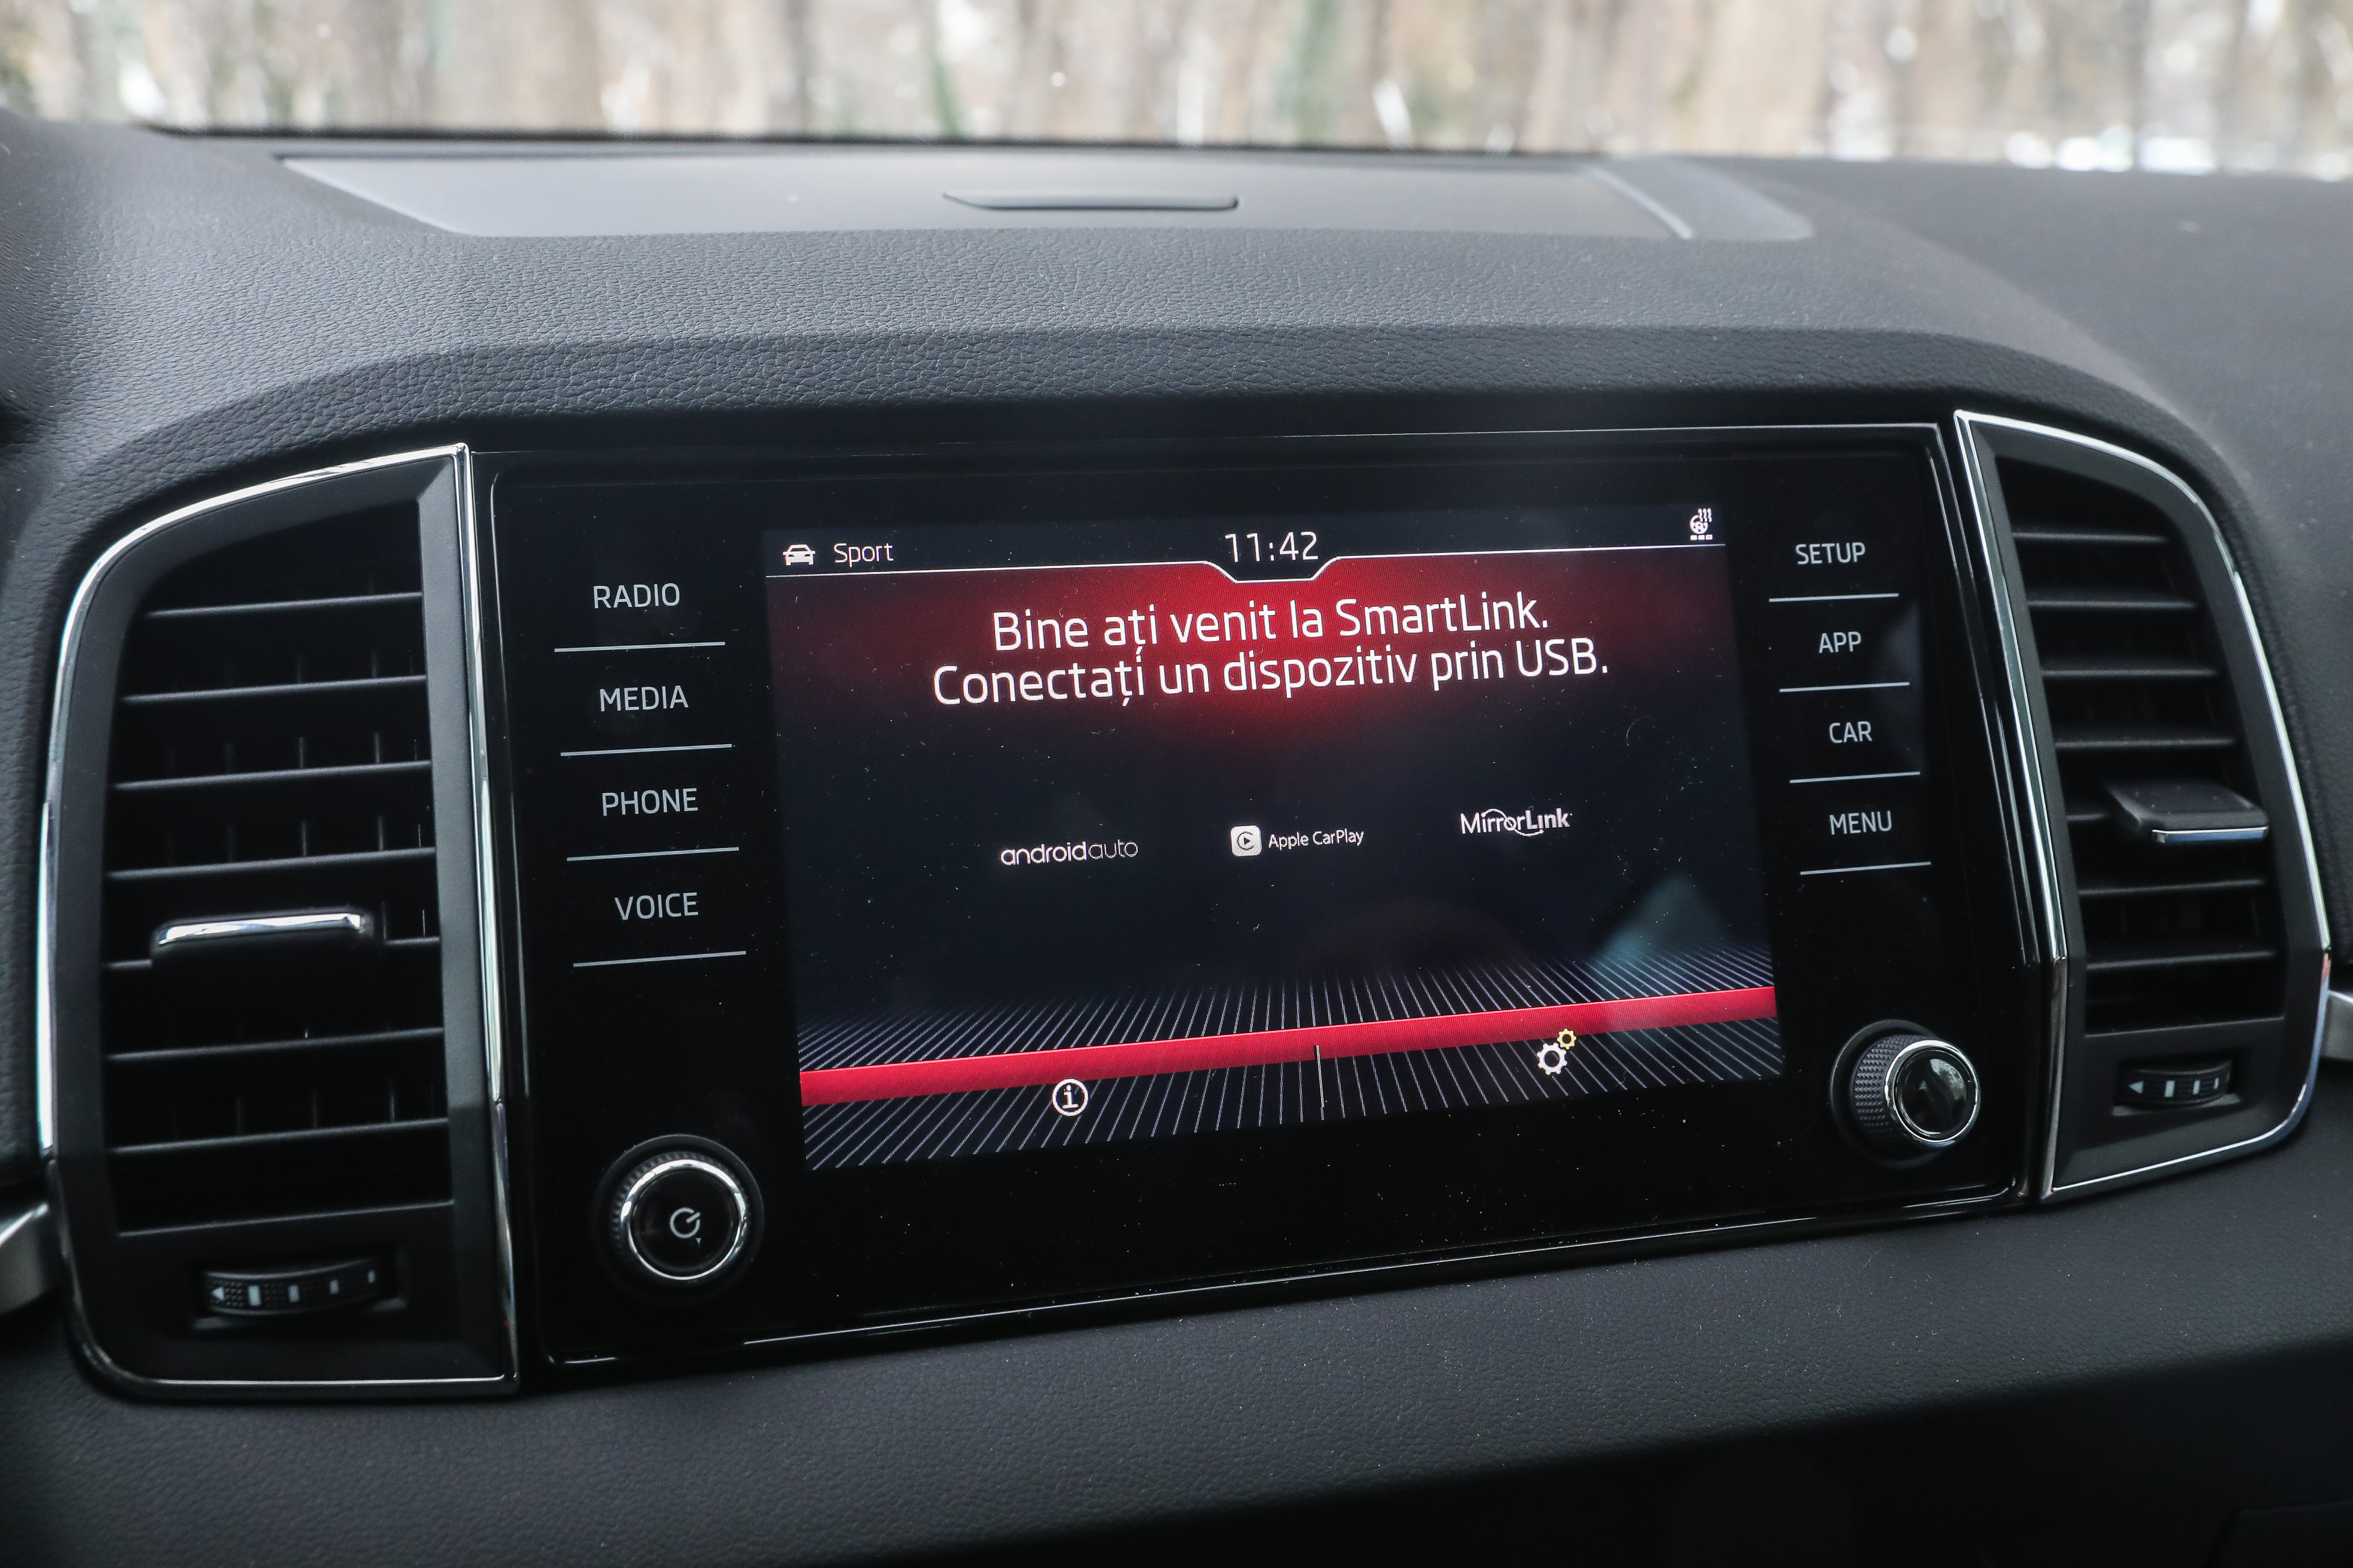 Sport
11:42
Bine ați venit la SmartLink.
Conectați un dispozitiv prin USB.
androidauto
Apple CarPlay
MirrorLink
RADIO
MEDIA
PHONE
VOICE
SETUP
APP
CAR
MENU